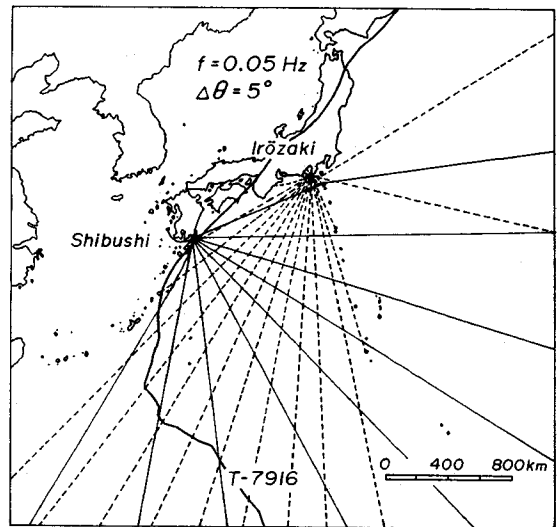 f = 0.05 Hz
Δθ = 5°
Irōzaki
Shibushi
T-7916
0 400 800km